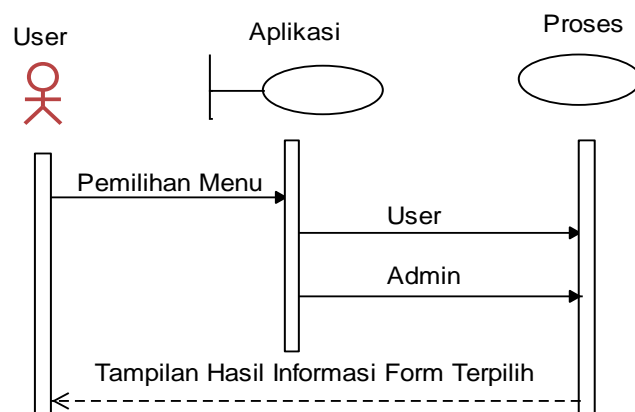 User
Aplikasi
Proses
Pemilihan Menu
User
Admin
Tampilan Hasil Informasi Form Terpilih